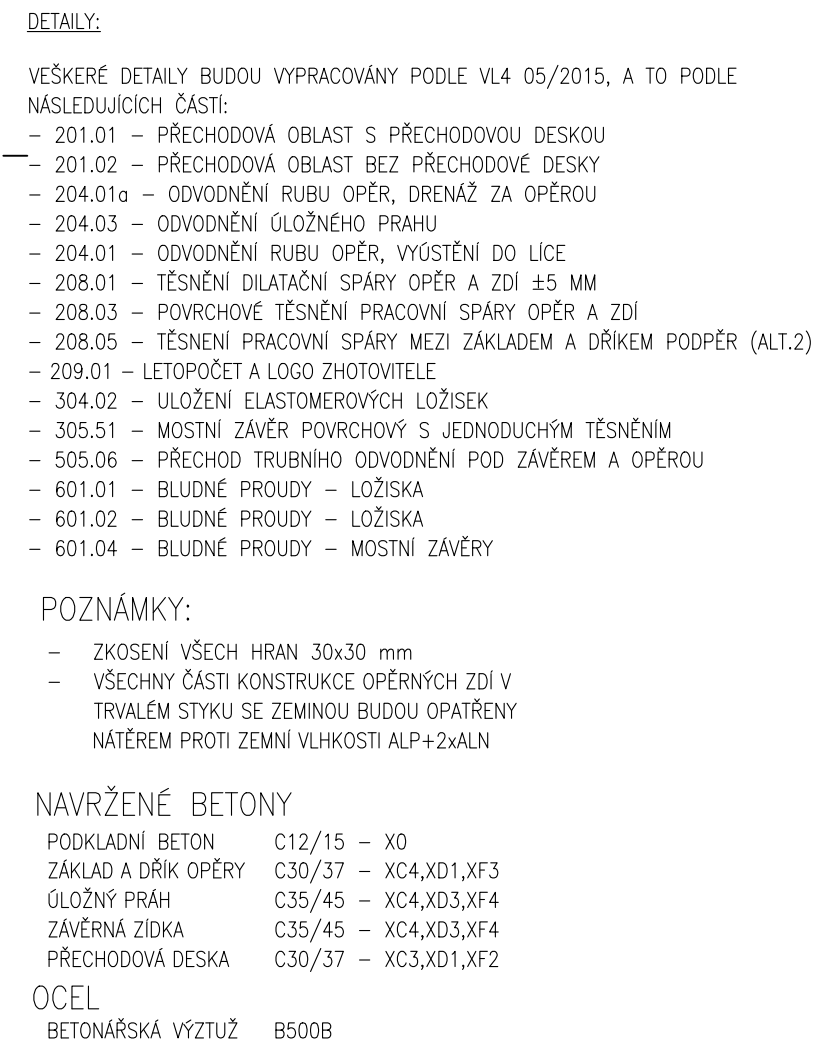 DETAILY:
VEŠKERÉ DETAILY BUDOU VYPRACOVÁNY PODLE VL4 05/2015, A TO PODLE
NÁSLEDUJÍCÍCH ČÁSTÍ:
– 201.01 – PŘECHODOVÁ OBLAST S PŘECHODOVOU DESKOU
– 201.02 – PŘECHODOVÁ OBLAST BEZ PŘECHODOVÉ DESKY
– 204.01a – ODVODNĚNÍ RUBU OPĚR, DRENÁŽ ZA OPĚROU
– 204.03 – ODVODNĚNÍ ÚLOŽNÉHO PRAHU
– 204.01 – ODVODNĚNÍ RUBU OPĚR, VYÚSTĚNÍ DO LÍCE
– 208.01 – TĚSNĚNÍ DILATAČNÍ SPÁRY OPĚR A ZDÍ ±5 MM
– 208.03 – POVRCHOVÉ TĚSNĚNÍ PRACOVNÍ SPÁRY OPĚR A ZDÍ
– 208.05 – TĚSNENÍ PRACOVNÍ SPÁRY MEZI ZÁKLADEM A DŘÍKEM PODPĚR (ALT.2)
– 209.01 – LETOPOČET A LOGO ZHOTOVITELE
– 304.02 – ULOŽENÍ ELASTOMEROVÝCH LOŽISEK
– 305.51 – MOSTNÍ ZÁVĚR POVRCHOVÝ S JEDNODUCHÝM TĚSNĚNÍM
– 505.06 – PŘECHOD TRUBNÍHO ODVODNĚNÍ POD ZÁVĚREM A OPĚROU
– 601.01 – BLUDNÉ PROUDY – LOŽISKA
– 601.02 – BLUDNÉ PROUDY – LOŽISKA
– 601.04 – BLUDNÉ PROUDY – MOSTNÍ ZÁVĚRY
POZNÁMKY:
– ZKOSENÍ VŠECH HRAN 30x30 mm
– VŠECHNY ČÁSTI KONSTRUKCE OPĚRNÝCH ZDÍ V
TRVALÉM STYKU SE ZEMINOU BUDOU OPATŘENY
NÁTĚREM PROTI ZEMNÍ VLHKOSTI ALP+2xALN
NAVRŽENÉ BETONY
PODKLADNÍ BETON C12/15 – X0
ZÁKLAD A DŘÍK OPĚRY C30/37 – XC4,XD1,XF3
ÚLOŽNÝ PRÁH C35/45 – XC4,XD3,XF4
ZÁVĚRNÁ ZÍDKA C35/45 – XC4,XD3,XF4
PŘECHODOVÁ DESKA C30/37 – XC3,XD1,XF2
OCEL
BETONÁŘSKÁ VÝZTUŽ B500B